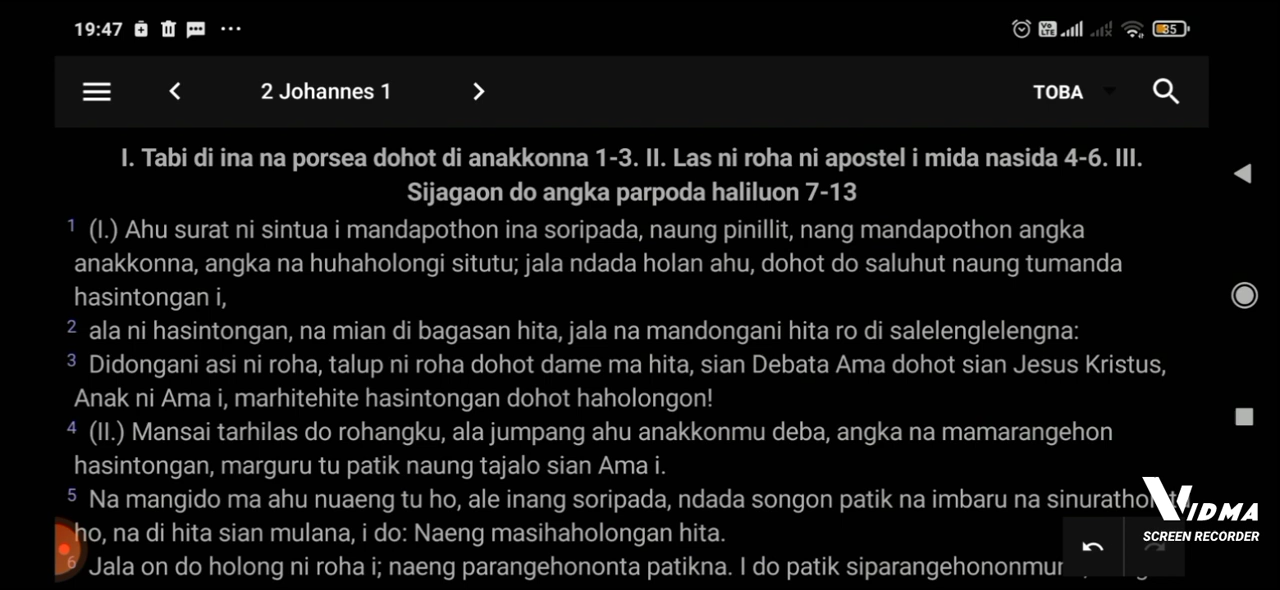 19:47 ...
Vo LTE 35
2 Johannes 1 TOBA
I. Tabi di ina na porsea dohot di anakkonna 1-3. II. Las ni roha ni apostel i mida nasida 4-6. III.
Sijagaon do angka parpoda haliluon 7-13
1 (I.) Ahu surat ni sintua i mandapothon ina soripada, naung pinillit, nang mandapothon angka
anakkonna, angka na huhaholongi situtu; jala ndada holan ahu, dohot do saluhut naung tumanda
hasintongan i,
2 ala ni hasintongan, na mian di bagasan hita, jala na mandongani hita ro di salelenglelengna:
3 Didongani asi ni roha, talup ni roha dohot dame ma hita, sian Debata Ama dohot sian Jesus Kristus,
Anak ni Ama i, marhitehite hasintongan dohot haholongon!
4 (II.) Mansai tarhilas do rohangku, ala jumpang ahu anakkonmu deba, angka na mamarangehon
hasintongan, marguru tu patik naung tajalo sian Ama i.
5 Na mangido ma ahu nuaeng tu ho, ale inang soripada, ndada songon patik na imbaru na
ho, na di hita sian mulana, i do: Naeng masihaholongan hita.
6 Jala on do holong ni roha i; naeng parangehononta patikna. I do patik
VIDMA
SCREEN RECORDER